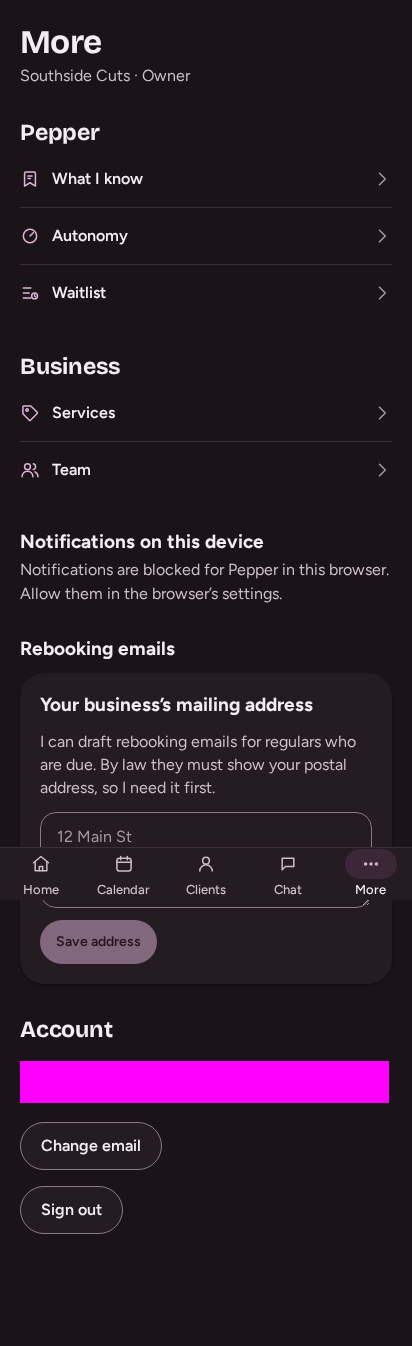 More
Southside Cuts · Owner
Pepper
What I know
Autonomy
Waitlist
Business
Services
Team
Notifications on this device
Notifications are blocked for Pepper in this browser.
Allow them in the browser’s settings.
Rebooking emails
Your business’s mailing address
I can draft rebooking emails for regulars who
are due. By law they must show your postal
address, so I need it first.
12 Main St
Home
Calendar
Clients
Chat
More
Save address
Account
Change email
Sign out